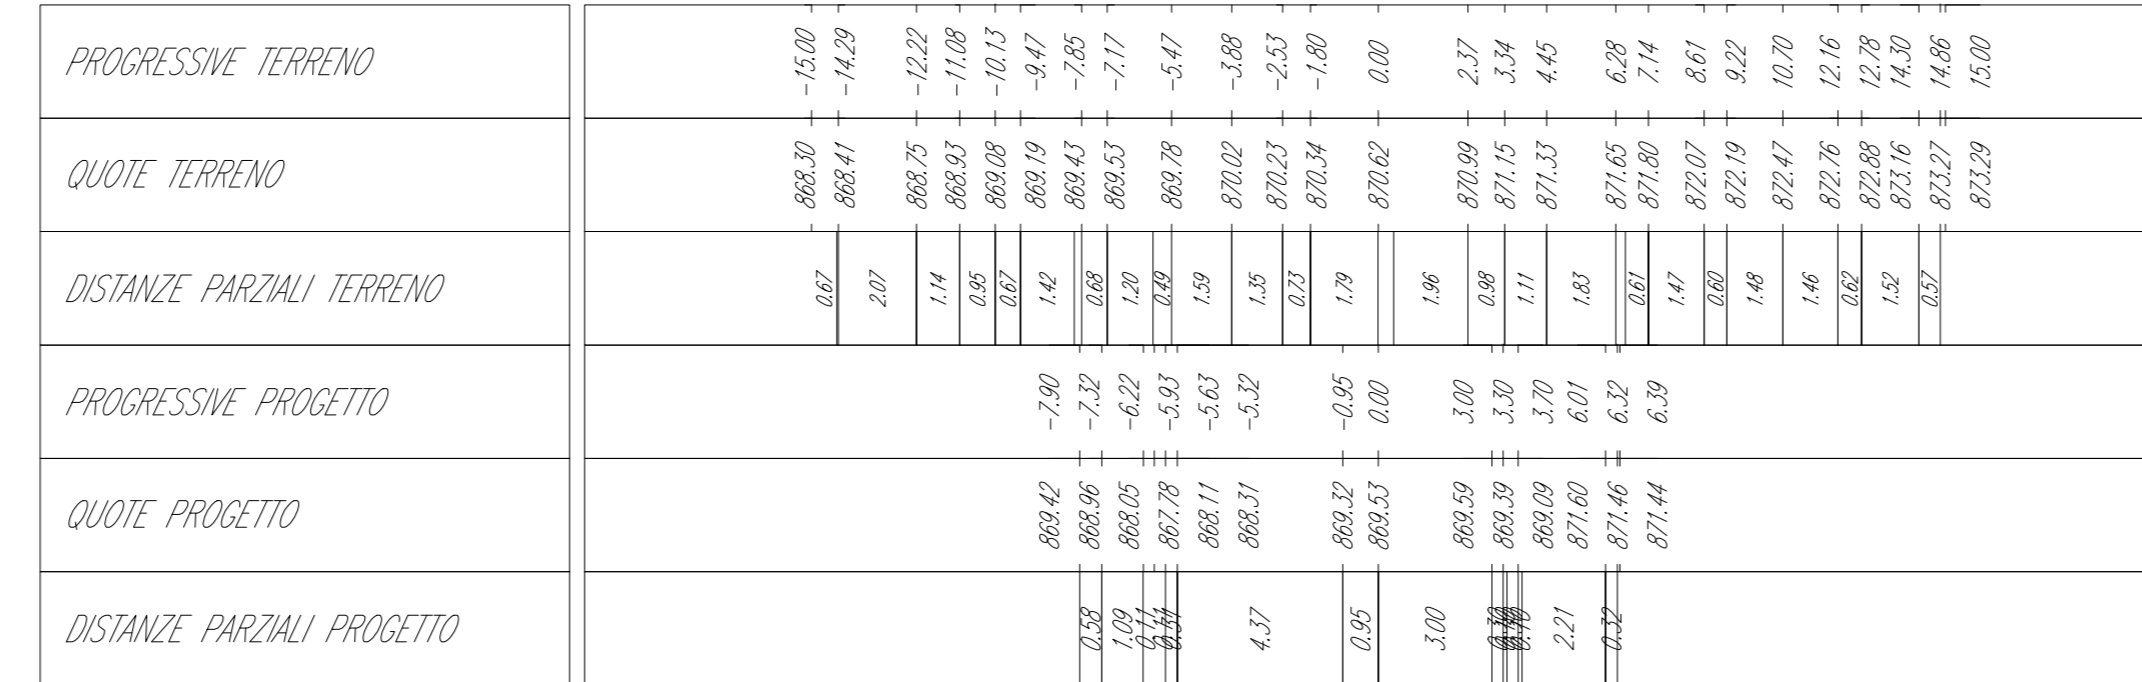 PROGRESSIVE TERRENO -15.00 -14.29 -12.22 -11.08 -10.13 -9.47 -7.85 -7.17 -5.47 -3.88 -2.53 -1.80 0.00 2.37 3.34 4.45 6.28 7.14 8.61 9.22 10.70 12.16 12.78 14.30 14.86 15.00
QUOTE TERRENO 868.30 868.41 868.75 868.93 869.08 869.19 869.43 869.53 869.78 870.02 870.23 870.34 870.62 870.99 871.15 871.33 871.65 871.80 872.07 872.19 872.47 872.76 872.88 873.16 873.27 873.29
DISTANZE PARZIALI TERRENO 0.67 2.07 1.14 0.95 0.67 1.42 0.68 1.20 0.49 1.59 1.35 0.73 1.79 1.96 0.98 1.11 1.83 0.61 1.47 0.60 1.48 1.46 0.62 1.52 0.57
PROGRESSIVE PROGETTO -7.90 -7.32 -6.22 -5.93 -5.63 -5.32 -0.95 0.00 3.00 3.30 3.70 6.01 6.32 6.39
QUOTE PROGETTO 869.42 868.96 868.05 867.78 868.11 868.31 869.32 869.53 869.59 869.39 869.09 871.60 871.46 871.44
DISTANZE PARZIALI PROGETTO 0.58 1.09 4.37 0.95 3.00 2.21 0.32